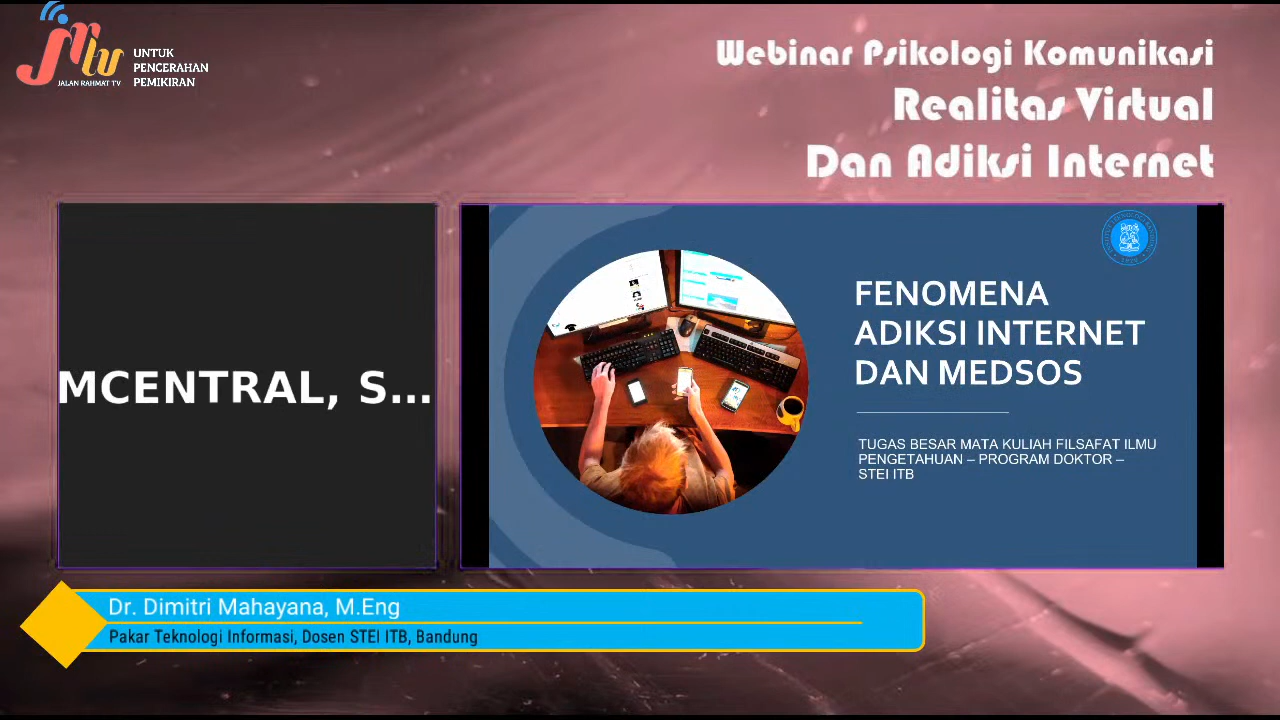 jrtv
JALAN RAHMAT TV
UNTUK
PENCERAHAN
PEMIKIRAN
Webinar Psikologi Komunikasi
Realitas Virtual
Dan Adiksi Internet
MCENTRAL, S...
FENOMENA
ADIKSI INTERNET
DAN MEDSOS
TUGAS BESAR MATA KULIAH FILSAFAT ILMU
PENGETAHUAN – PROGRAM DOKTOR –
STEI ITB
Dr. Dimitri Mahayana, M.Eng
Pakar Teknologi Informasi, Dosen STEI ITB, Bandung